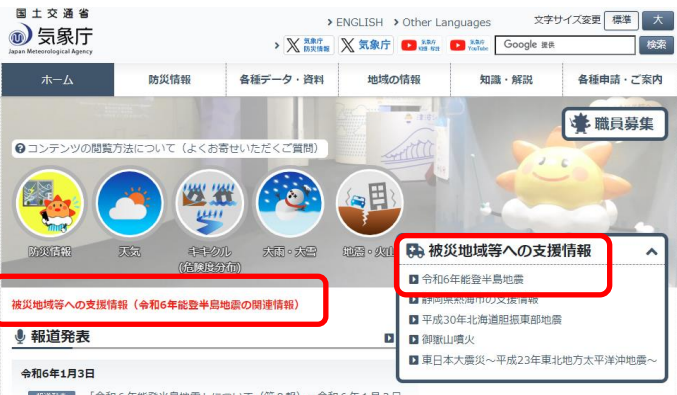 国土交通省
気象庁
Japan Meteorological Agency
ENGLISH Other Languages 文字サイズ変更 標準 大
気象庁 防災情報 気象庁 YouTube Google 提供 検索
ホーム 防災情報 各種データ・資料 地域の情報 知識・解説 各種申請・ご案内
職員募集
コンテンツの閲覧方法について（よくお寄せいただくご質問）
防災情報 天気 キキクル（危険度分布） 大雨・大雪 地震・火山
被災地域等への支援情報
令和6年能登半島地震
静岡県熱海市の支援情報
平成30年北海道胆振東部地震
御嶽山噴火
東日本大震災～平成23年東北地方太平洋沖地震～
被災地域等への支援情報（令和6年能登半島地震の関連情報）
報道発表
令和6年1月3日